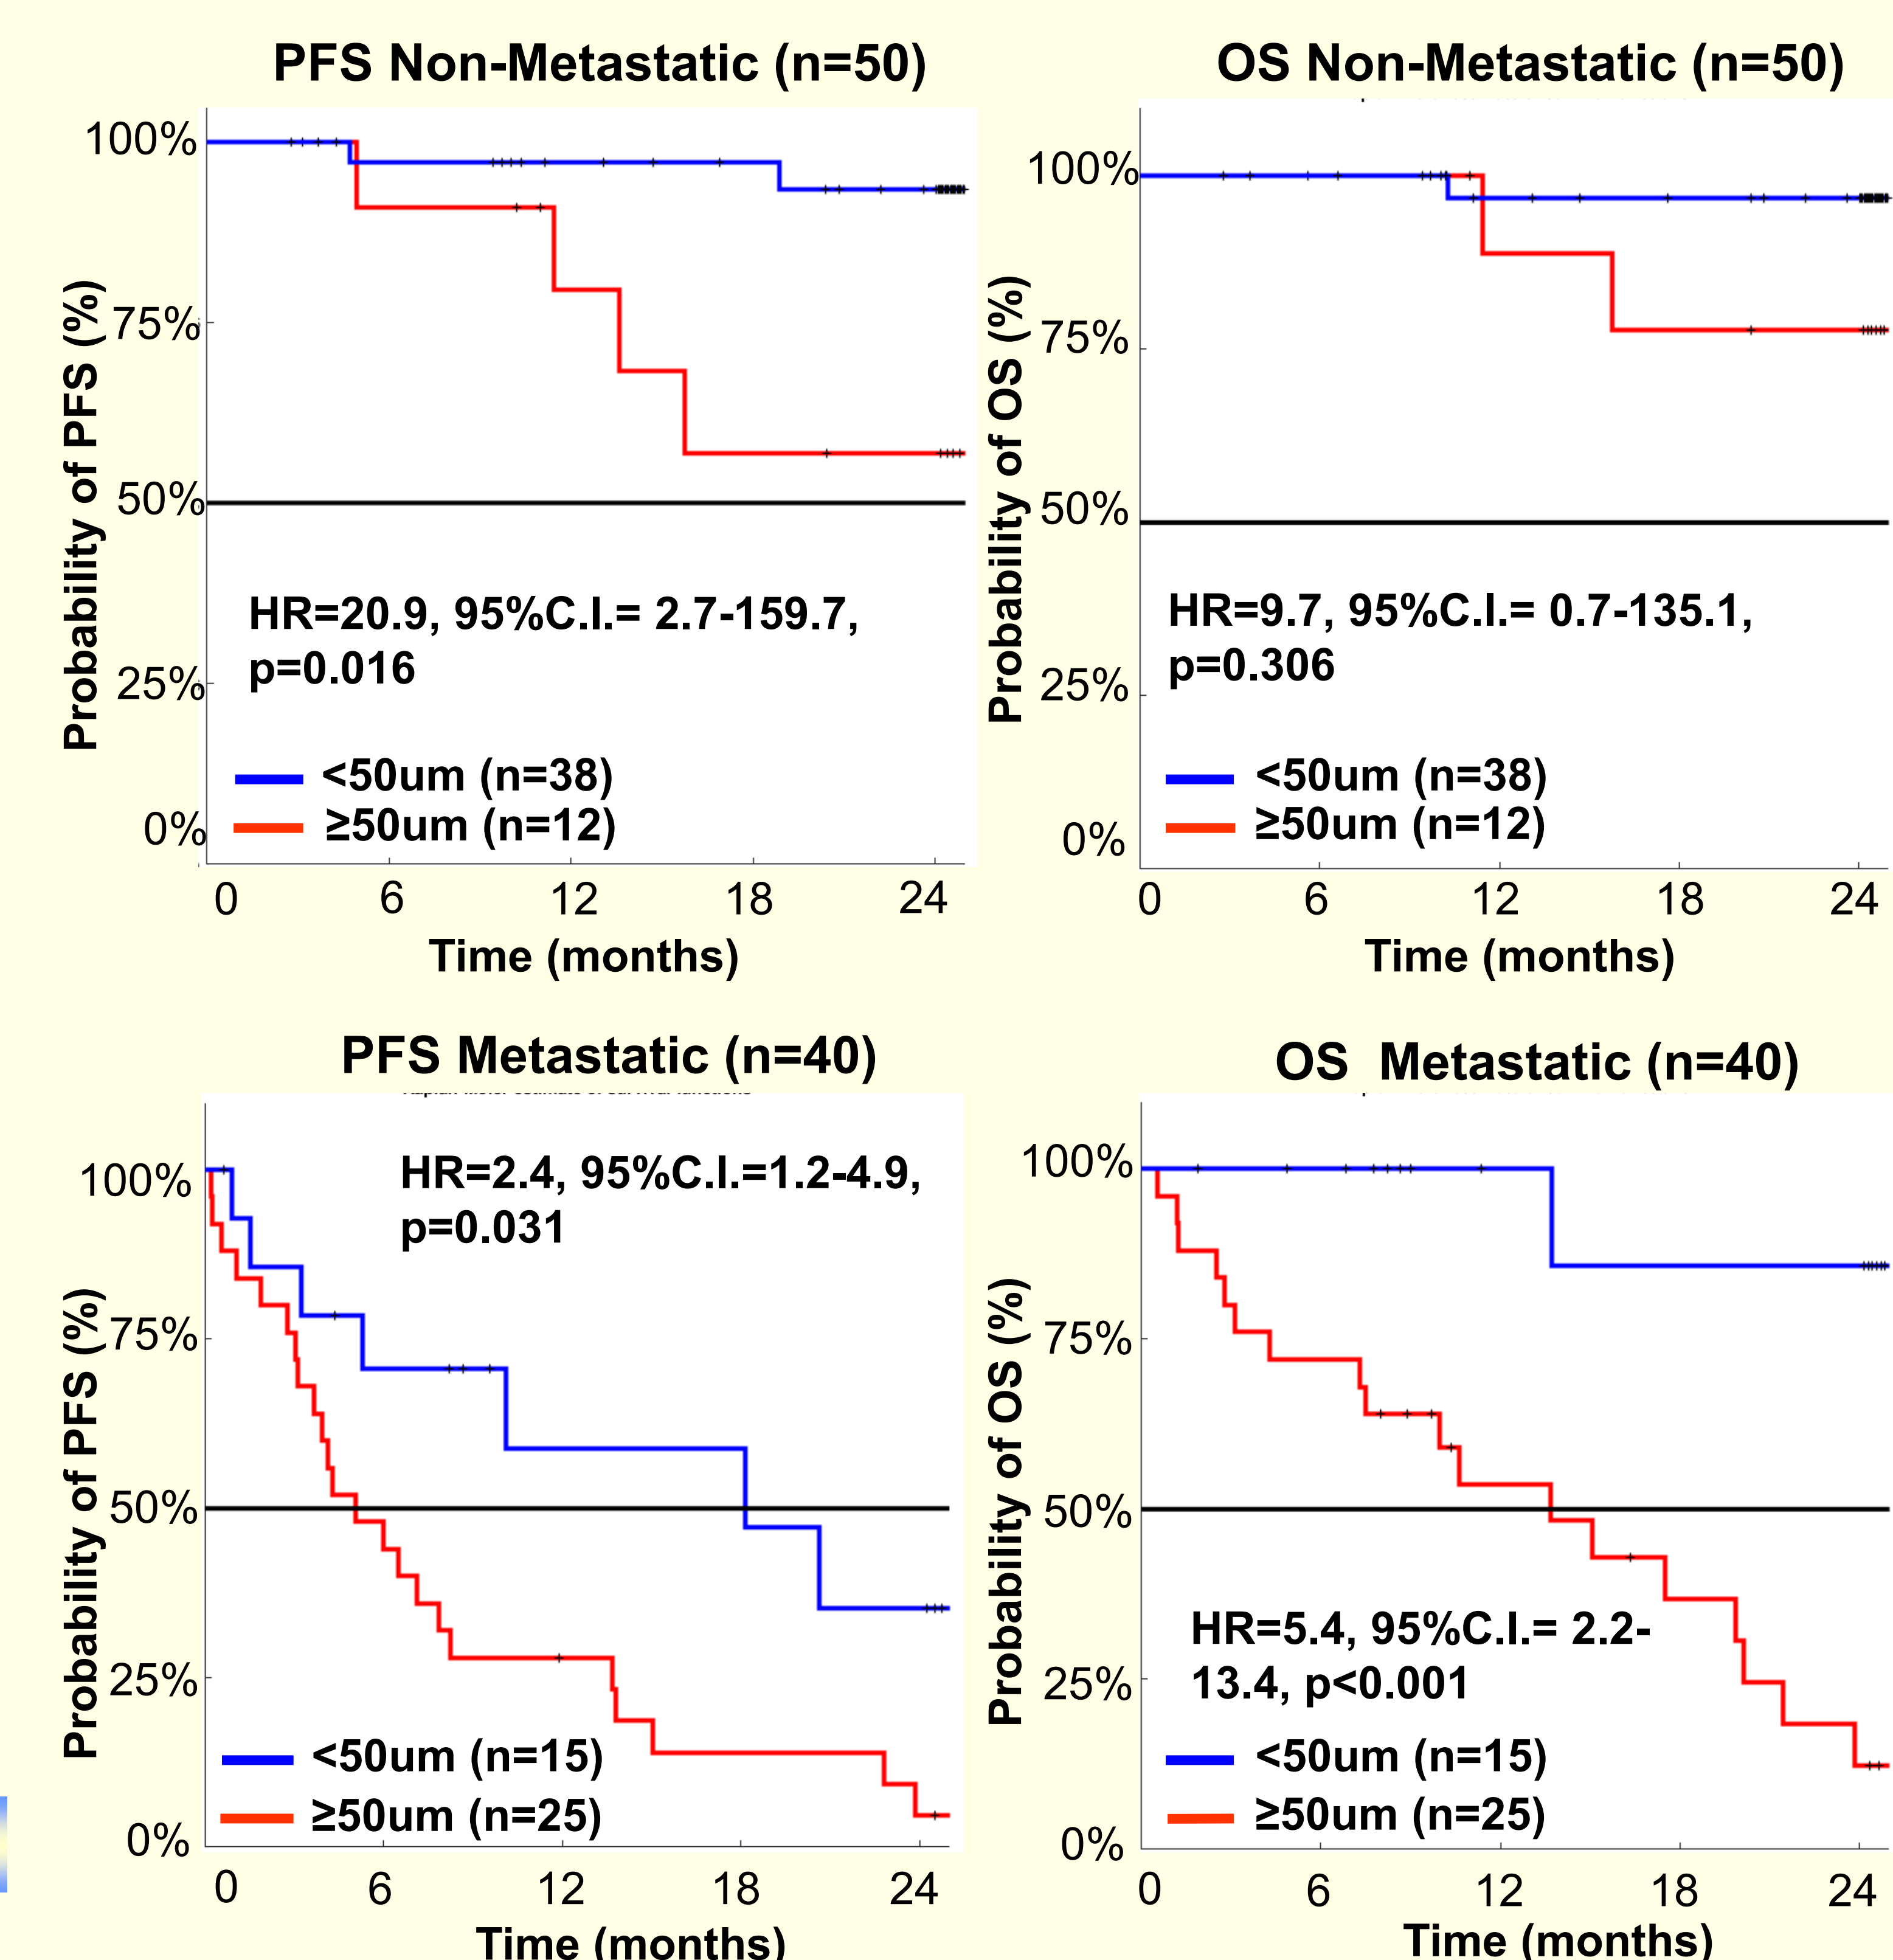 PFS Non-Metastatic (n=50)
100%
75%
50%
25%
0%
Probability of PFS (%)
HR=20.9, 95%C.I.= 2.7-159.7,
p=0.016
<50um (n=38)
≥50um (n=12)
0 6 12 18 24
Time (months)
OS Non-Metastatic (n=50)
100%
75%
50%
25%
0%
Probability of OS (%)
HR=9.7, 95%C.I.= 0.7-135.1,
p=0.306
<50um (n=38)
≥50um (n=12)
0 6 12 18 24
Time (months)
PFS Metastatic (n=40)
100%
75%
50%
25%
0%
Probability of PFS (%)
HR=2.4, 95%C.I.=1.2-4.9,
p=0.031
<50um (n=15)
≥50um (n=25)
0 6 12 18 24
Time (months)
OS Metastatic (n=40)
100%
75%
50%
25%
0%
Probability of OS (%)
HR=5.4, 95%C.I.= 2.2-
13.4, p<0.001
<50um (n=15)
≥50um (n=25)
0 6 12 18 24
Time (months)